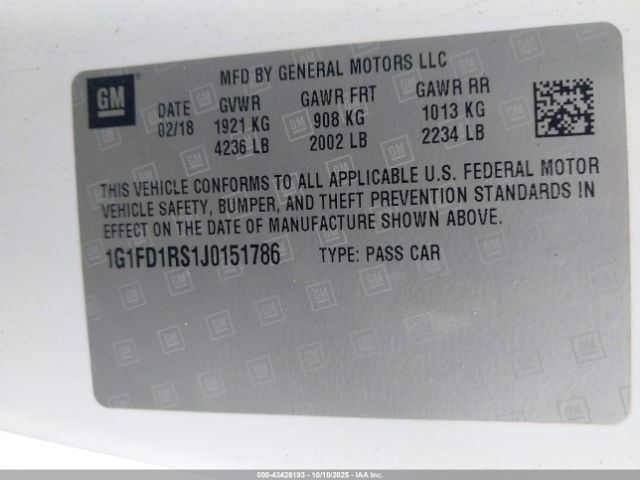 GM
MFD BY GENERAL MOTORS LLC
DATE GVWR GAWR FRT GAWR RR
02/18 1921 KG 908 KG 1013 KG
4236 LB 2002 LB 2234 LB
THIS VEHICLE CONFORMS TO ALL APPLICABLE U.S. FEDERAL MOTOR
VEHICLE SAFETY, BUMPER, AND THEFT PREVENTION STANDARDS IN
EFFECT ON THE DATE OF MANUFACTURE SHOWN ABOVE.
1G1FD1RS1J0151786 TYPE: PASS CAR
000-43426193 - 10/10/2025 - IAAI.com